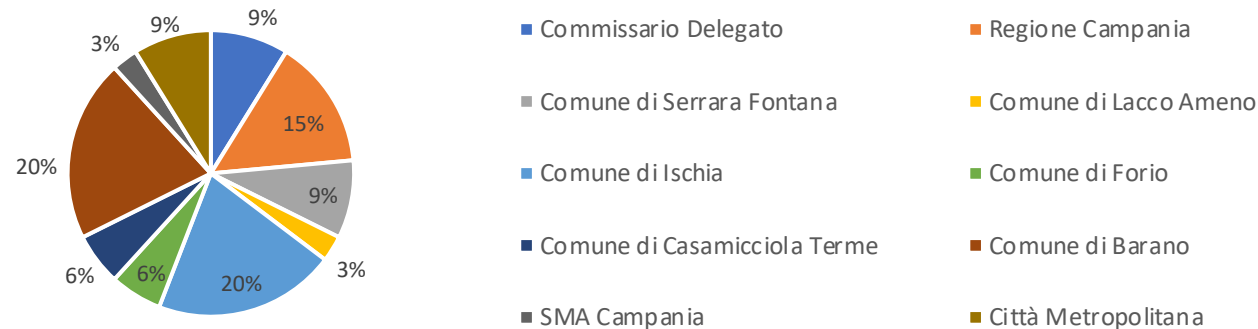 9%
15%
9%
3%
20%
6%
6%
20%
3%
9%
Commissario Delegato
Regione Campania
Comune di Serrara Fontana
Comune di Lacco Ameno
Comune di Ischia
Comune di Forio
Comune di Casamicciola Terme
Comune di Barano
SMA Campania
Città Metropolitana